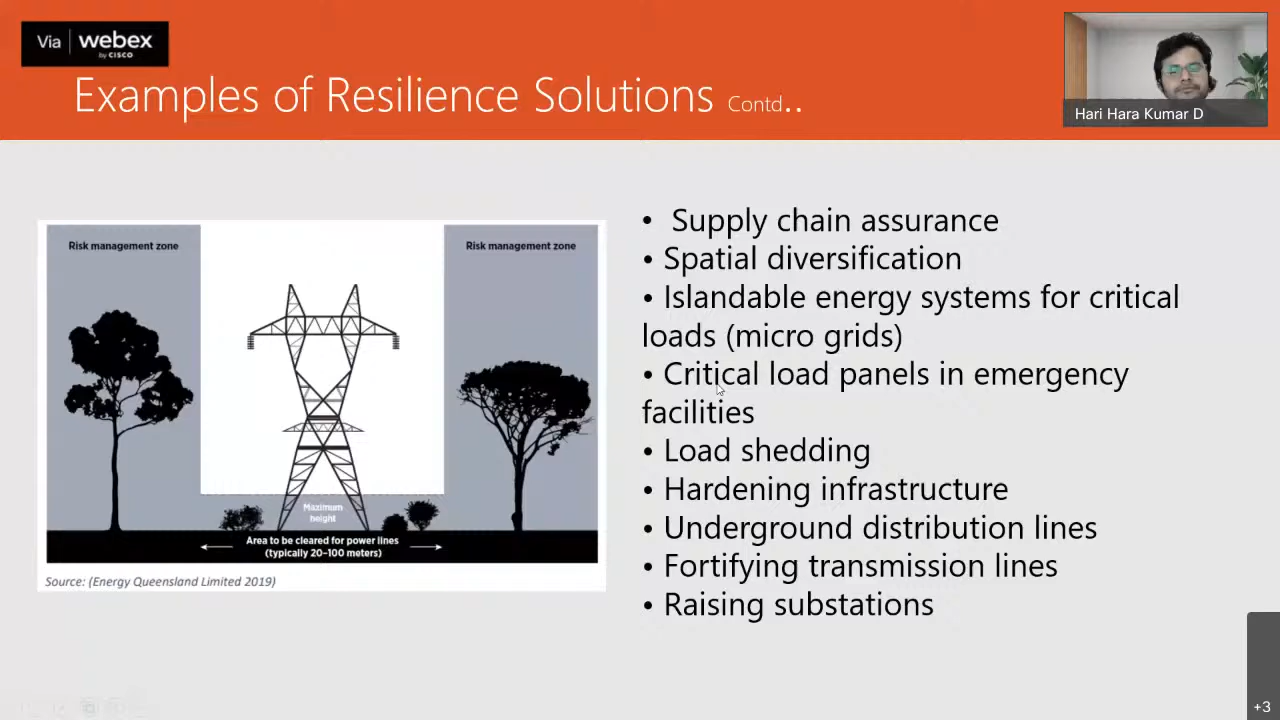 Via webex
by CISCO
Examples of Resilience Solutions Contd..
Hari Hara Kumar D
Risk management zone
Risk management zone
Maximum
height
Area to be cleared for power lines
(typically 20–100 meters)
Source: (Energy Queensland Limited 2019)
• Supply chain assurance
• Spatial diversification
• Islandable energy systems for critical
loads (micro grids)
• Critical load panels in emergency
facilities
• Load shedding
• Hardening infrastructure
• Underground distribution lines
• Fortifying transmission lines
• Raising substations
+3